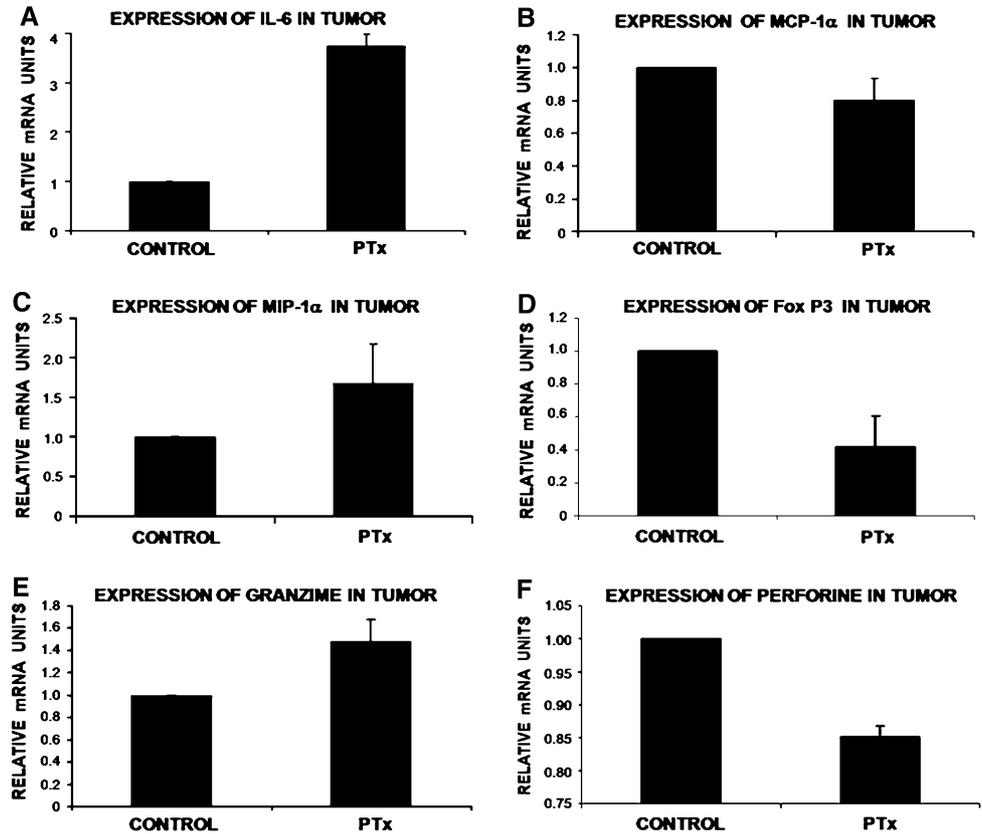 A
EXPRESSION OF IL-6 IN TUMOR
RELATIVE mRNA UNITS
4
3
2
1
0
CONTROL PTx
B
EXPRESSION OF MCP-1α IN TUMOR
RELATIVE mRNA UNITS
1.2
1.0
0.8
0.6
0.4
0.2
0
CONTROL PTx
C
EXPRESSION OF MIP-1α IN TUMOR
RELATIVE mRNA UNITS
2.5
2.0
1.5
1.0
0.5
0
CONTROL PTx
D
EXPRESSION OF Fox P3 IN TUMOR
RELATIVE mRNA UNITS
1.2
1.0
0.8
0.6
0.4
0.2
0
CONTROL PTx
E
EXPRESSION OF GRANZIME IN TUMOR
RELATIVE mRNA UNITS
1.8
1.6
1.4
1.2
1.0
0.8
0.6
0.4
0.2
0
CONTROL PTx
F
EXPRESSION OF PERFORINE IN TUMOR
RELATIVE mRNA UNITS
1.05
1.00
0.95
0.90
0.85
0.80
0.75
CONTROL PTx